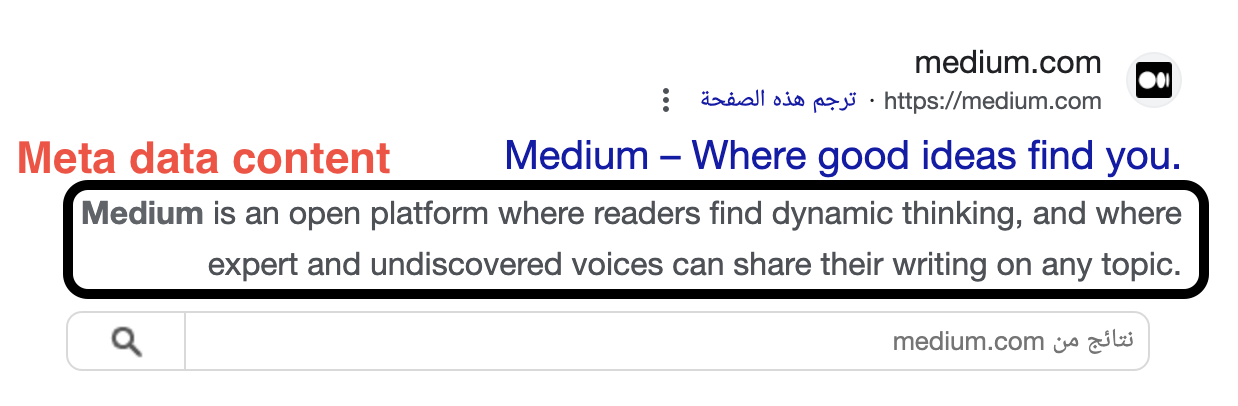 medium.com
https://medium.com · ترجم هذه الصفحة
Meta data content
Medium – Where good ideas find you.
Medium is an open platform where readers find dynamic thinking, and where
expert and undiscovered voices can share their writing on any topic.
نتائج من medium.com